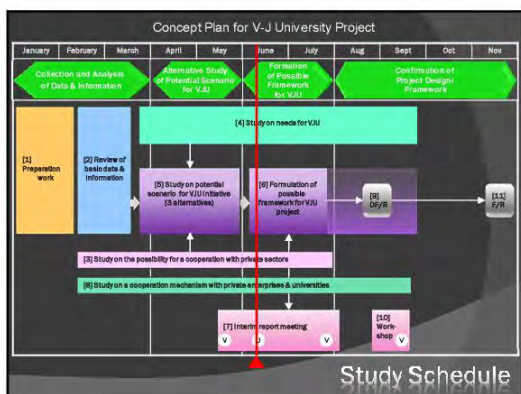 Concept Plan for V-J University Project
January February March April May June July Aug Sept Oct Nov
Collection and Analysis
of Data & Information
Alternative Study
of Potential Scenario
for VJU
Formation
of Possible
Framework
for VJU
Confirmation of
Project Design/
Framework
[4] Study on needs for VJU
[1]
Preparation
work
[2] Review of
basic data &
information
[5] Study on potential
scenario for VJU initiative
(3 alternatives)
[6] Formulation of
possible
framework for VJU
project
[9]
DF/R
[11]
F/R
[3] Study on the possibility for a cooperation with private sectors
[8] Study on a cooperation mechanism with private enterprises & universities
[7] Interim report meeting
V
J
V
[10]
Work-
shop
V
Study Schedule